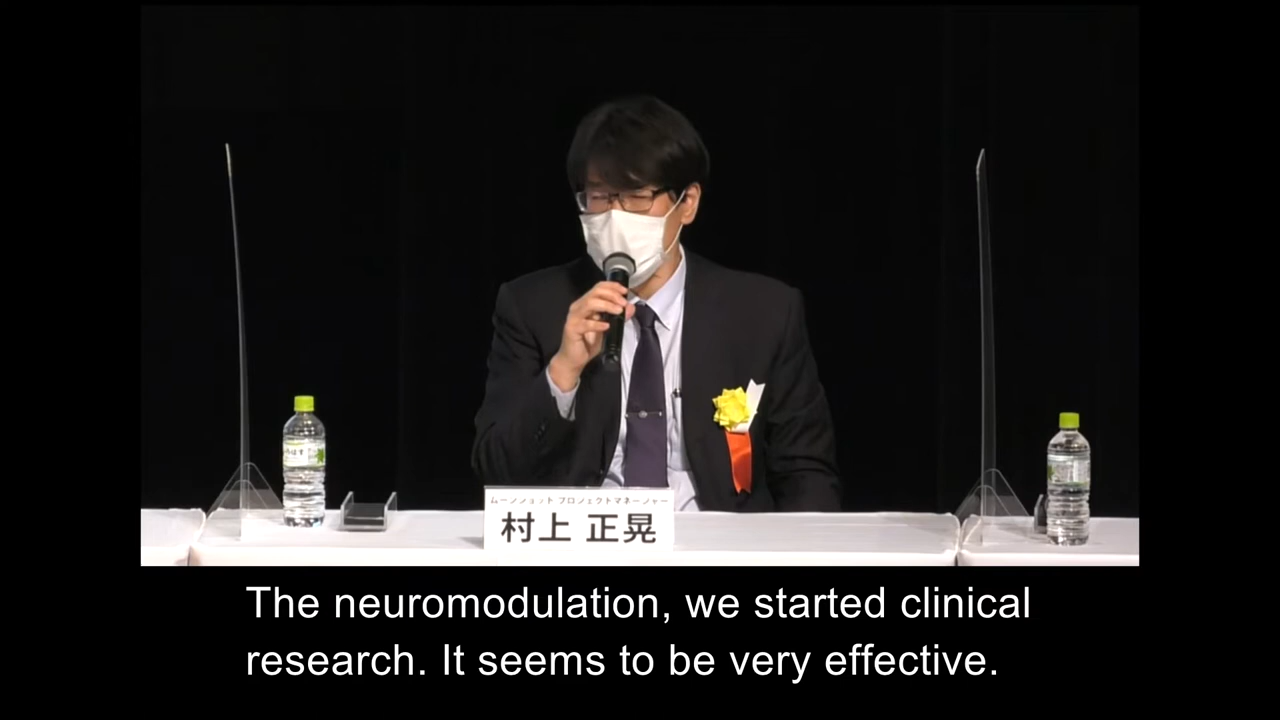 ムーンショット プロジェクトマネージャー
村上 正晃
The neuromodulation, we started clinical
research. It seems to be very effective.